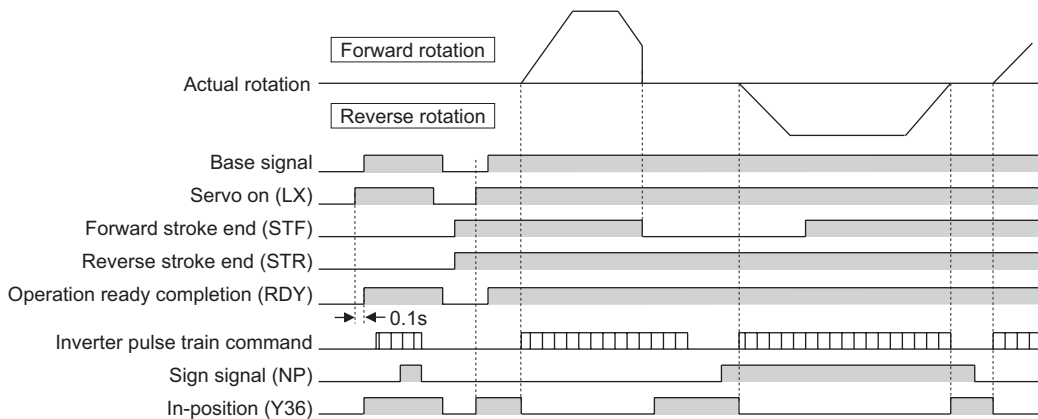 Forward rotation
Actual rotation
Reverse rotation
Base signal
Servo on (LX)
Forward stroke end (STF)
Reverse stroke end (STR)
Operation ready completion (RDY)
0.1s
Inverter pulse train command
Sign signal (NP)
In-position (Y36)